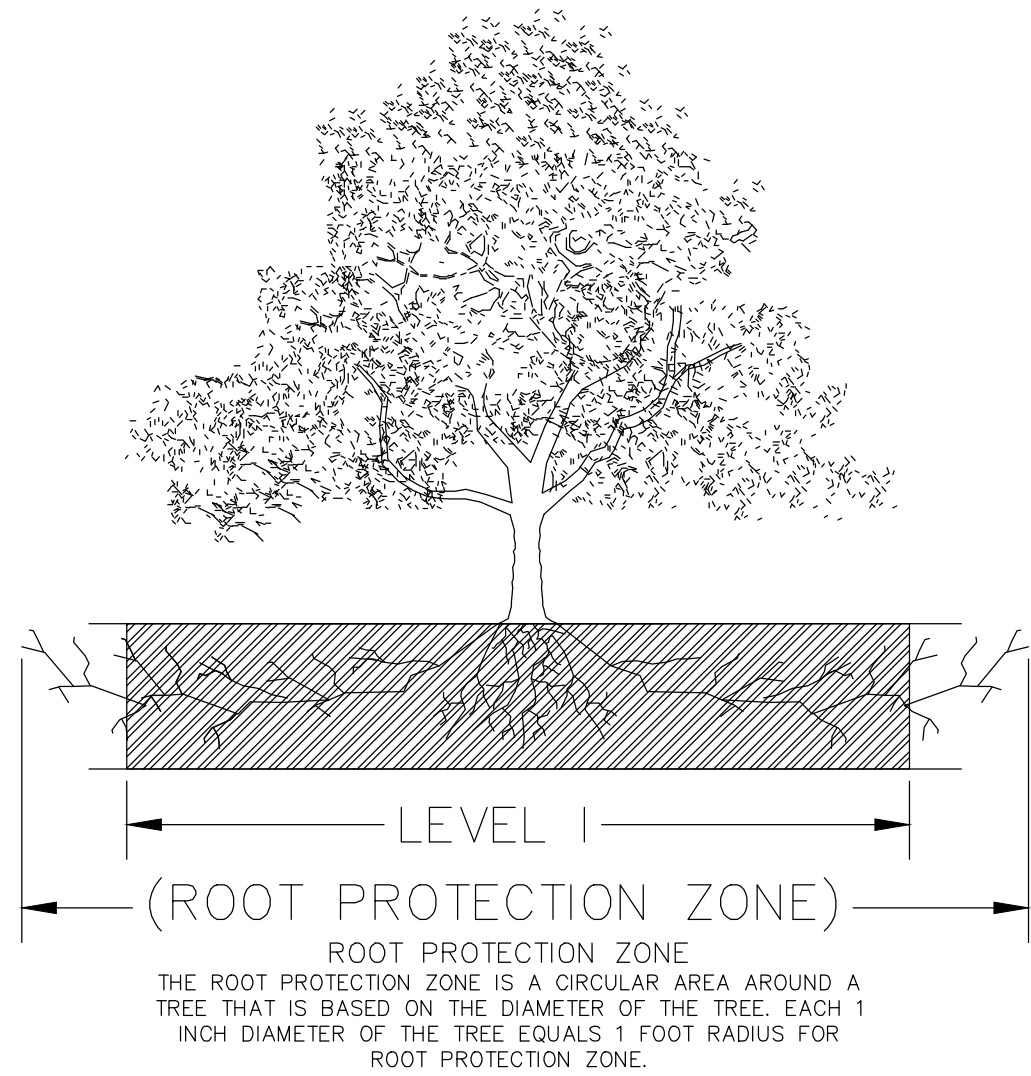 LEVEL 1
(ROOT PROTECTION ZONE)
ROOT PROTECTION ZONE
THE ROOT PROTECTION ZONE IS A CIRCULAR AREA AROUND A
TREE THAT IS BASED ON THE DIAMETER OF THE TREE. EACH 1
INCH DIAMETER OF THE TREE EQUALS 1 FOOT RADIUS FOR
ROOT PROTECTION ZONE.